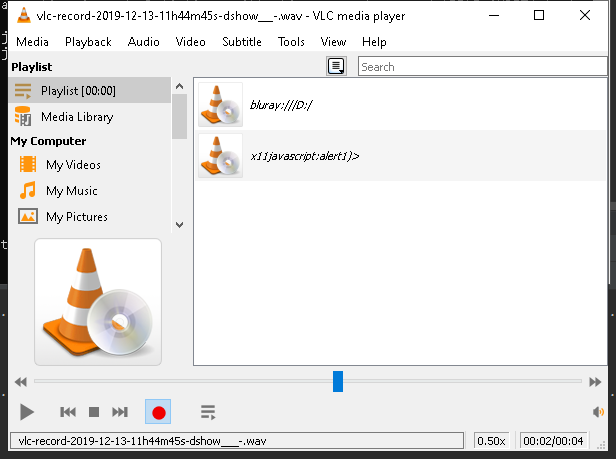 vlc-record-2019-12-13-11h44m45s-dshow___-.wav - VLC media player
Media Playback Audio Video Subtitle Tools View Help
Playlist
Search
Playlist [00:00]
Media Library
My Computer
My Videos
My Music
My Pictures
bluray:///D:/
x11javascript:alert1)>
vlc-record-2019-12-13-11h44m45s-dshow___-.wav
0.50x
00:02/00:04